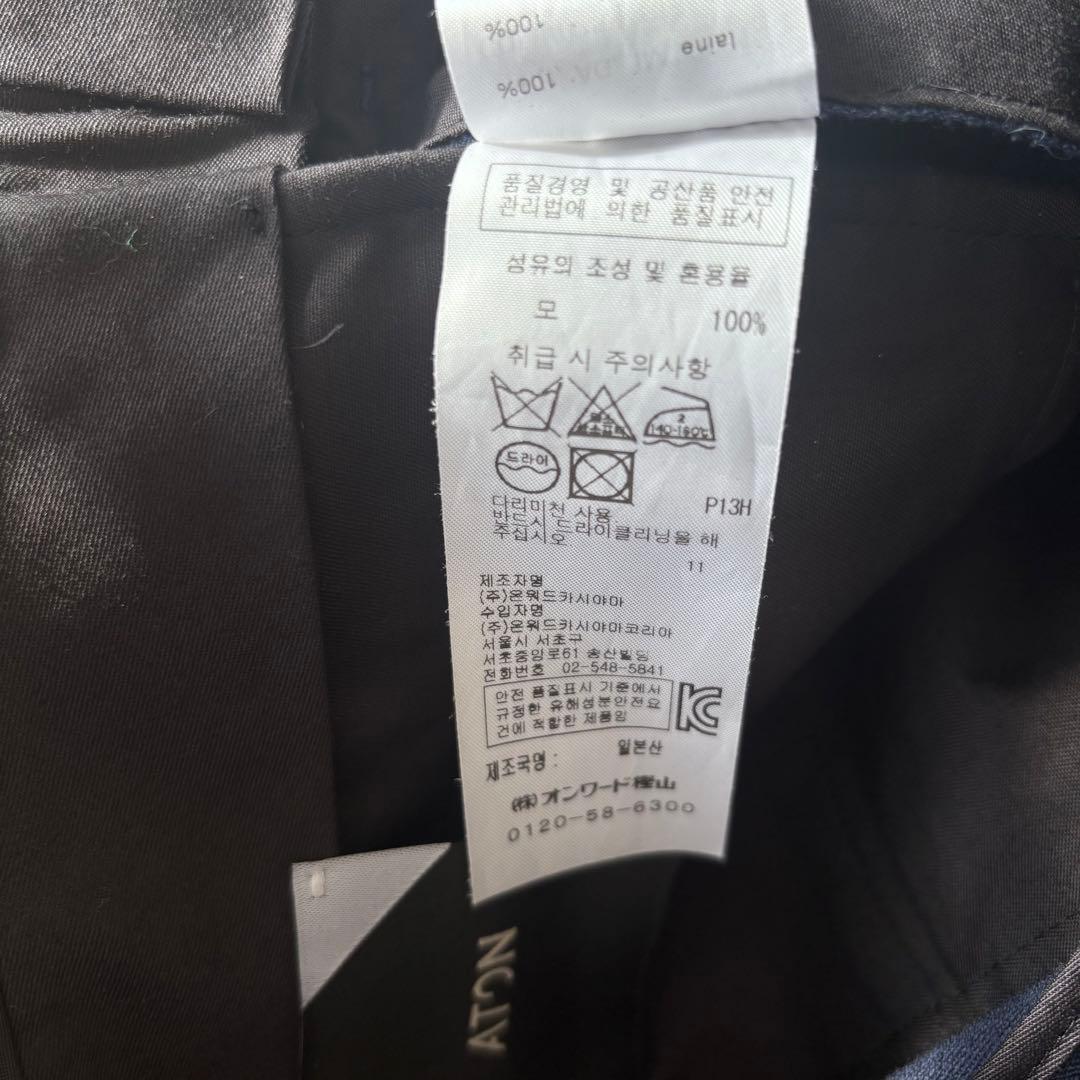 100%
laine
100%
품질경영 및 공산품 안전
관리법에 의한 품질표시
섬유의 조성 및 혼용율
모 100%
취급 시 주의사항
2
140-160℃
드라이
P13H
다리미천 사용
반드시 드라이클리닝을 해
주십시오
11
제조자명
(주)온워드카시야마
수입자명
(주)온워드카시야마코리아
서울시 서초구
서초중앙로61 송산빌딩
전화번호 02-548-5841
안전 품질표시 기준에서
규정한 유해성분안전요
건에 적합한 제품임
제조국명: 일본산
(株)オンワード樫山
0120-58-6300